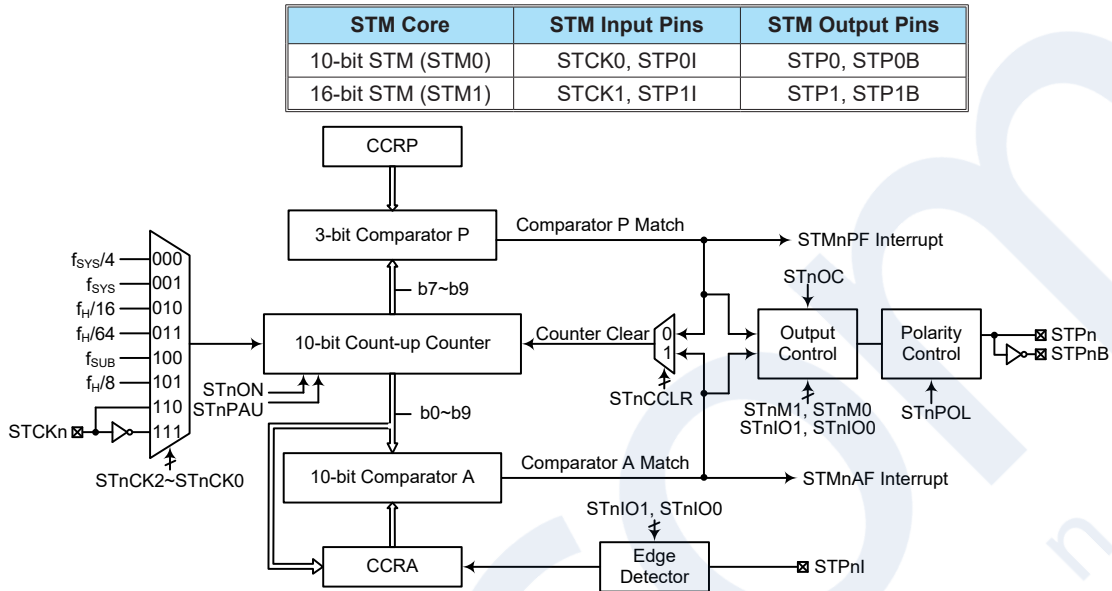 STM Core STM Input Pins STM Output Pins
10-bit STM (STM0) STCK0, STP0I STP0, STP0B
16-bit STM (STM1) STCK1, STP1I STP1, STP1B
CCRP
3-bit Comparator P
Comparator P Match
STMnPF Interrupt
b7~b9
fSYS/4 000
fSYS 001
fH/16 010
fH/64 011
fSUB 100
fH/8 101
110
111
STCKn
STnCK2~STnCK0
10-bit Count-up Counter
STnON
STnPAU
Counter Clear
0
1
STnCCLR
STnOC
Output
Control
STnM1, STnM0
STnIO1, STnIO0
Polarity
Control
STnPOL
STPn
STPnB
b0~b9
10-bit Comparator A
Comparator A Match
STMnAF Interrupt
STnIO1, STnIO0
CCRA
Edge
Detector
STPnI